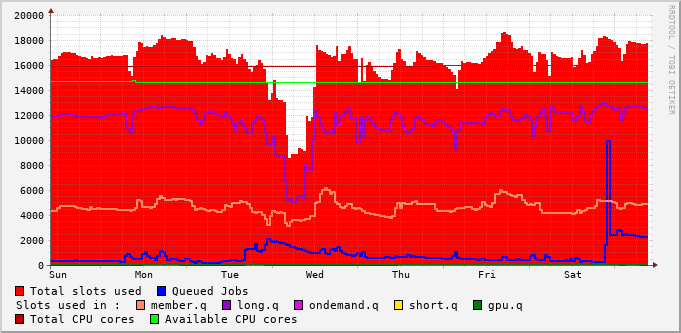 20000
18000
16000
14000
12000
10000
8000
6000
4000
2000
0
Sun Mon Tue Wed Thu Fri Sat
RRDTOOL / TOBI OETIKER
Total slots used Queued Jobs
Slots used in : member.q long.q ondemand.q short.q gpu.q
Total CPU cores Available CPU cores